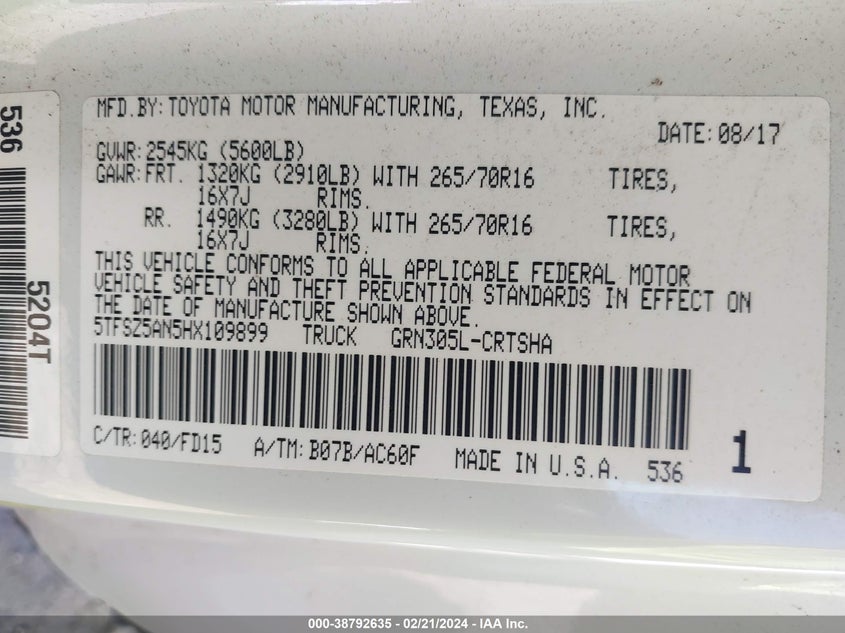 MFD.BY: TOYOTA MOTOR MANUFACTURING, TEXAS, INC.
DATE: 08/17
GVWR: 2545KG (5600LB)
GAWR: FRT. 1320KG (2910LB) WITH 265/70R16 TIRES,
16X7J RIMS.
RR. 1490KG (3280LB) WITH 265/70R16 TIRES,
16X7J RIMS.
THIS VEHICLE CONFORMS TO ALL APPLICABLE FEDERAL MOTOR
VEHICLE SAFETY AND THEFT PREVENTION STANDARDS IN EFFECT ON
THE DATE OF MANUFACTURE SHOWN ABOVE.
5TFSZ5AN5HX109899 TRUCK GRN305L-CRTSHA
C/TR: 040/FD15 A/TM: B07B/AC60F MADE IN U.S.A. 536 1
536
5204T
000-38792635 - 02/21/2024 - IAA Inc.